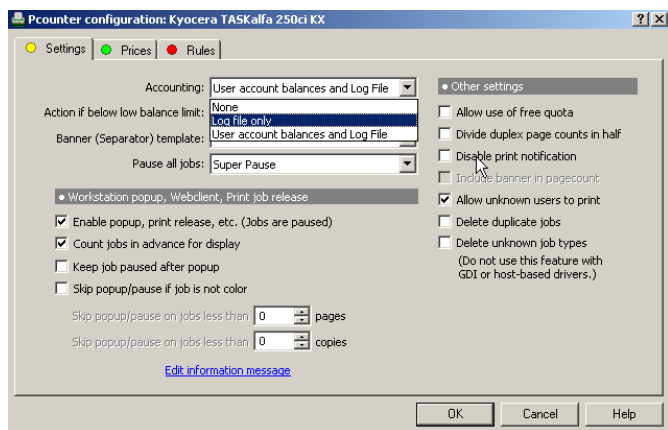 Pcounter configuration: Kyocera TASKalfa 250ci KX
Settings
Prices
Rules
Accounting:
User account balances and Log File
None
Log file only
User account balances and Log File
Action if below low balance limit:
Banner (Separator) template:
Pause all jobs:
Super Pause
Workstation popup, Webclient, Print job release
Enable popup, print release, etc. (Jobs are paused)
Count jobs in advance for display
Keep job paused after popup
Skip popup/pause if job is not color
Skip popup/pause on jobs less than 0 pages
Skip popup/pause on jobs less than 0 copies
Edit information message
Other settings
Allow use of free quota
Divide duplex page counts in half
Disable print notification
Include banner in pagecount
Allow unknown users to print
Delete duplicate jobs
Delete unknown job types
(Do not use this feature with
GDI or host-based drivers.)
OK
Cancel
Help